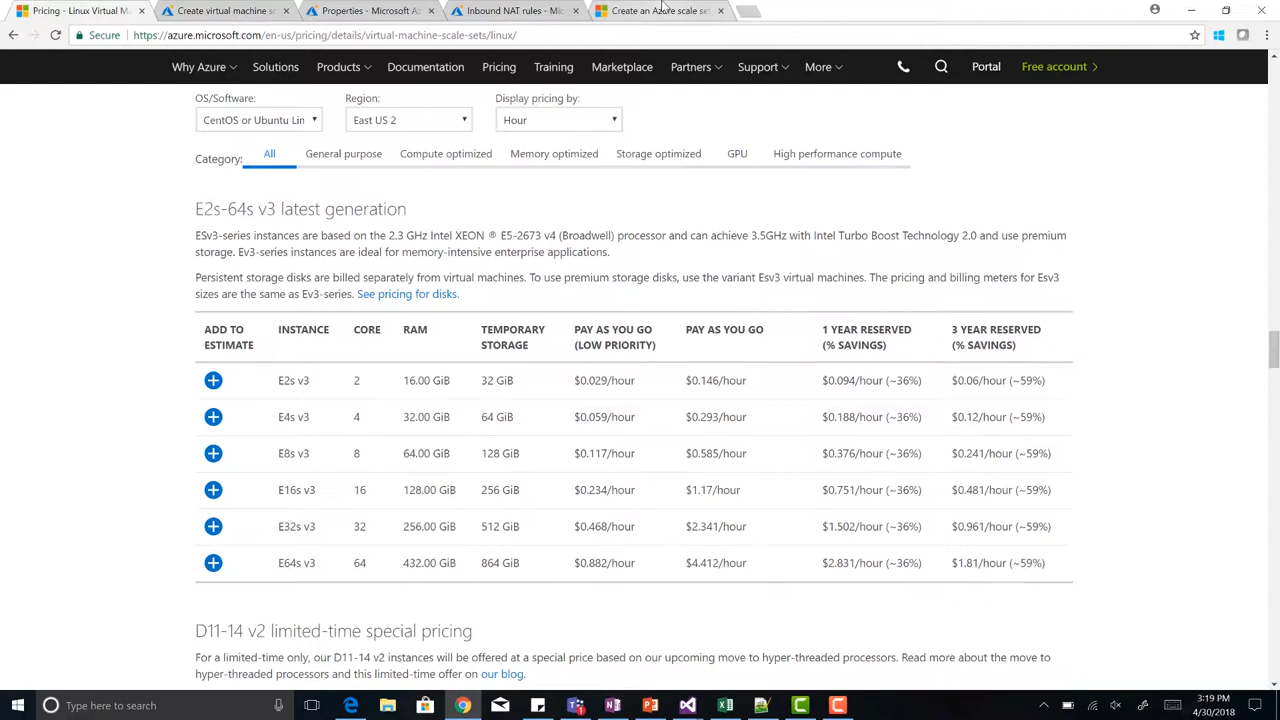 Pricing - Linux Virtual M
Create virtual machine s
Properties - Microsoft Az
Inbound NAT rules - Mic
Create an Azure scale set
Secure
https://azure.microsoft.com/en-us/pricing/details/virtual-machine-scale-sets/linux/
Why Azure Solutions Products Documentation Pricing Training Marketplace Partners Support More Portal Free account
OS/Software: Region: Display pricing by:
CentOS or Ubuntu Lin East US 2 Hour
Category: All General purpose Compute optimized Memory optimized Storage optimized GPU High performance compute
E2s-64s v3 latest generation
ESv3-series instances are based on the 2.3 GHz Intel XEON ® E5-2673 v4 (Broadwell) processor and can achieve 3.5GHz with Intel Turbo Boost Technology 2.0 and use premium
storage. Ev3-series instances are ideal for memory-intensive enterprise applications.
Persistent storage disks are billed separately from virtual machines. To use premium storage disks, use the variant Esv3 virtual machines. The pricing and billing meters for Esv3
sizes are the same as Ev3-series. See pricing for disks.
ADD TO ESTIMATE INSTANCE CORE RAM TEMPORARY STORAGE PAY AS YOU GO (LOW PRIORITY) PAY AS YOU GO 1 YEAR RESERVED (% SAVINGS) 3 YEAR RESERVED (% SAVINGS)
E2s v3 2 16.00 GiB 32 GiB $0.029/hour $0.146/hour $0.094/hour (~36%) $0.06/hour (~59%)
E4s v3 4 32.00 GiB 64 GiB $0.059/hour $0.293/hour $0.188/hour (~36%) $0.12/hour (~59%)
E8s v3 8 64.00 GiB 128 GiB $0.117/hour $0.585/hour $0.376/hour (~36%) $0.241/hour (~59%)
E16s v3 16 128.00 GiB 256 GiB $0.234/hour $1.17/hour $0.751/hour (~36%) $0.481/hour (~59%)
E32s v3 32 256.00 GiB 512 GiB $0.468/hour $2.341/hour $1.502/hour (~36%) $0.961/hour (~59%)
E64s v3 64 432.00 GiB 864 GiB $0.882/hour $4.412/hour $2.831/hour (~36%) $1.81/hour (~59%)
D11-14 v2 limited-time special pricing
For a limited-time only, our D11-14 v2 instances will be offered at a special price based on our upcoming move to hyper-threaded processors. Read more about the move to
hyper-threaded processors and this limited-time offer on our blog.
Type here to search
3:19 PM
4/30/2018